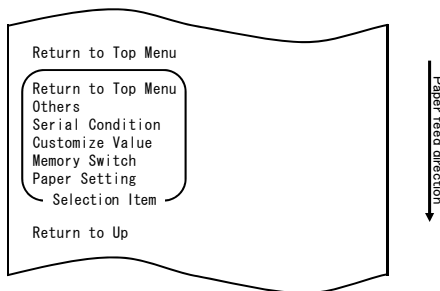 Return to Top Menu
Return to Top Menu
Others
Serial Condition
Customize Value
Memory Switch
Paper Setting
Selection Item
Return to Up
Paper feed direction